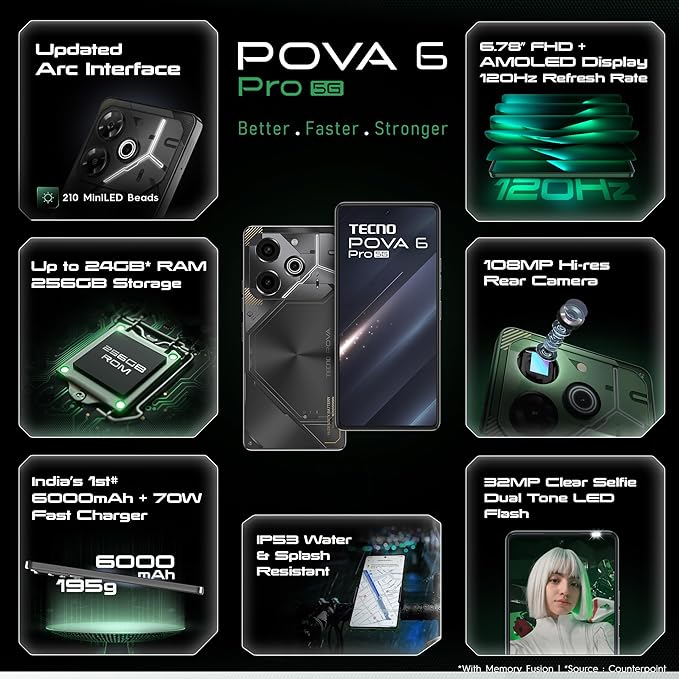 Updated
Arc Interface
210 MiniLED Beads
POVA 6
Pro 5G
Better . Faster . Stronger
6.78" FHD +
AMOLED Display
120Hz Refresh Rate
120Hz
Up to 24GB* RAM
256GB Storage
256GB
ROM
TECNO
POVA 6
Pro 5G
TECNO POVA
108MP Hi-res
Rear Camera
India's 1st#
6000mAh + 70W
Fast Charger
6000
mAh
195g
IP53 Water
& Splash
Resistant
32MP Clear Selfie
Dual Tone LED
Flash
*With Memory Fusion | *Source : Counterpoint